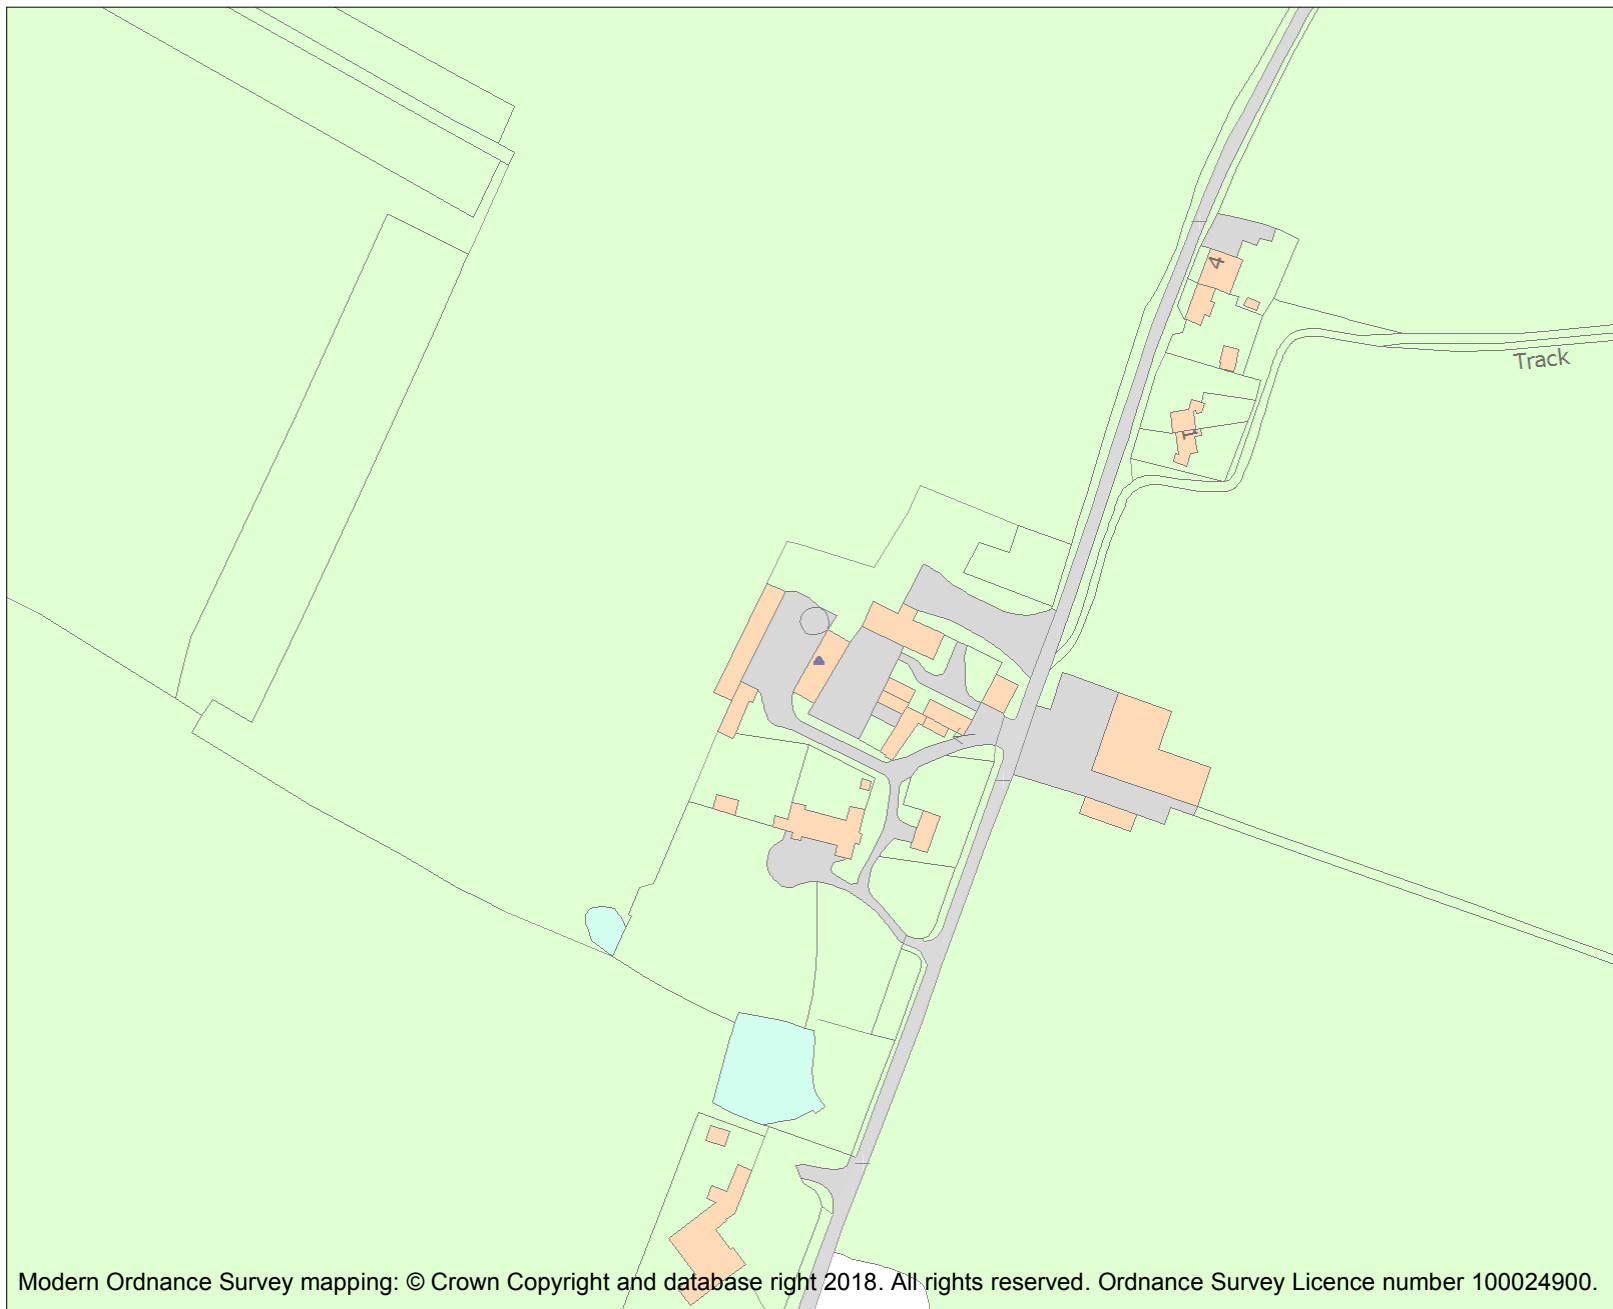 4
Track
1
Modern Ordnance Survey mapping: © Crown Copyright and database right 2018. All rights reserved. Ordnance Survey Licence number 100024900.